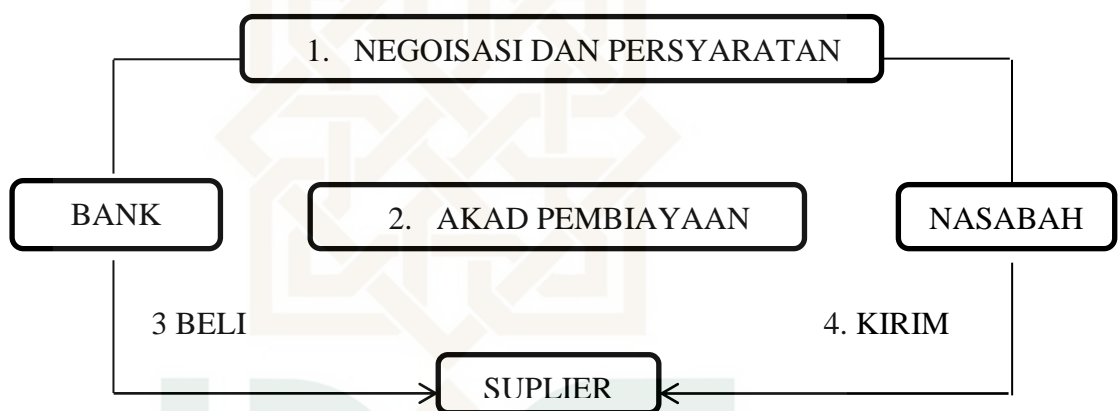 1. NEGOISASI DAN PERSYARATAN
BANK
2. AKAD PEMBIAYAAN
NASABAH
3 BELI
4. KIRIM
SUPLIER